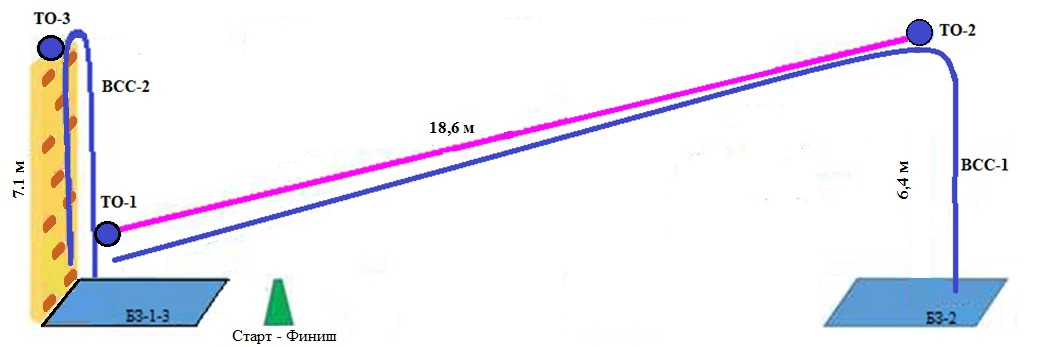 ТО-3
ТО-2
ВСС-2
18,6 м
7.1 м
6,4 м
ВСС-1
ТО-1
БЗ-1-3
БЗ-2
Старт - Финиш